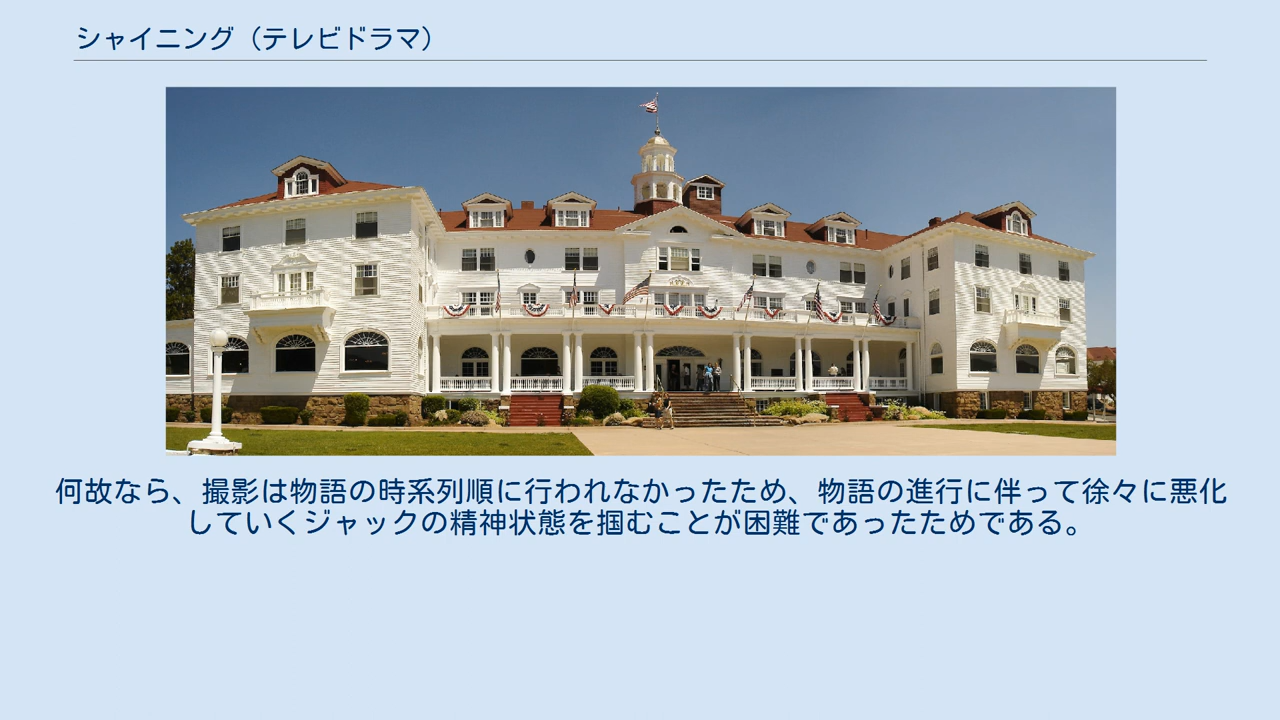 シャイニング（テレビドラマ）
何故なら、撮影は物語の時系列順に行われなかったため、物語の進行に伴って徐々に悪化
していくジャックの精神状態を掴むことが困難であったためである。